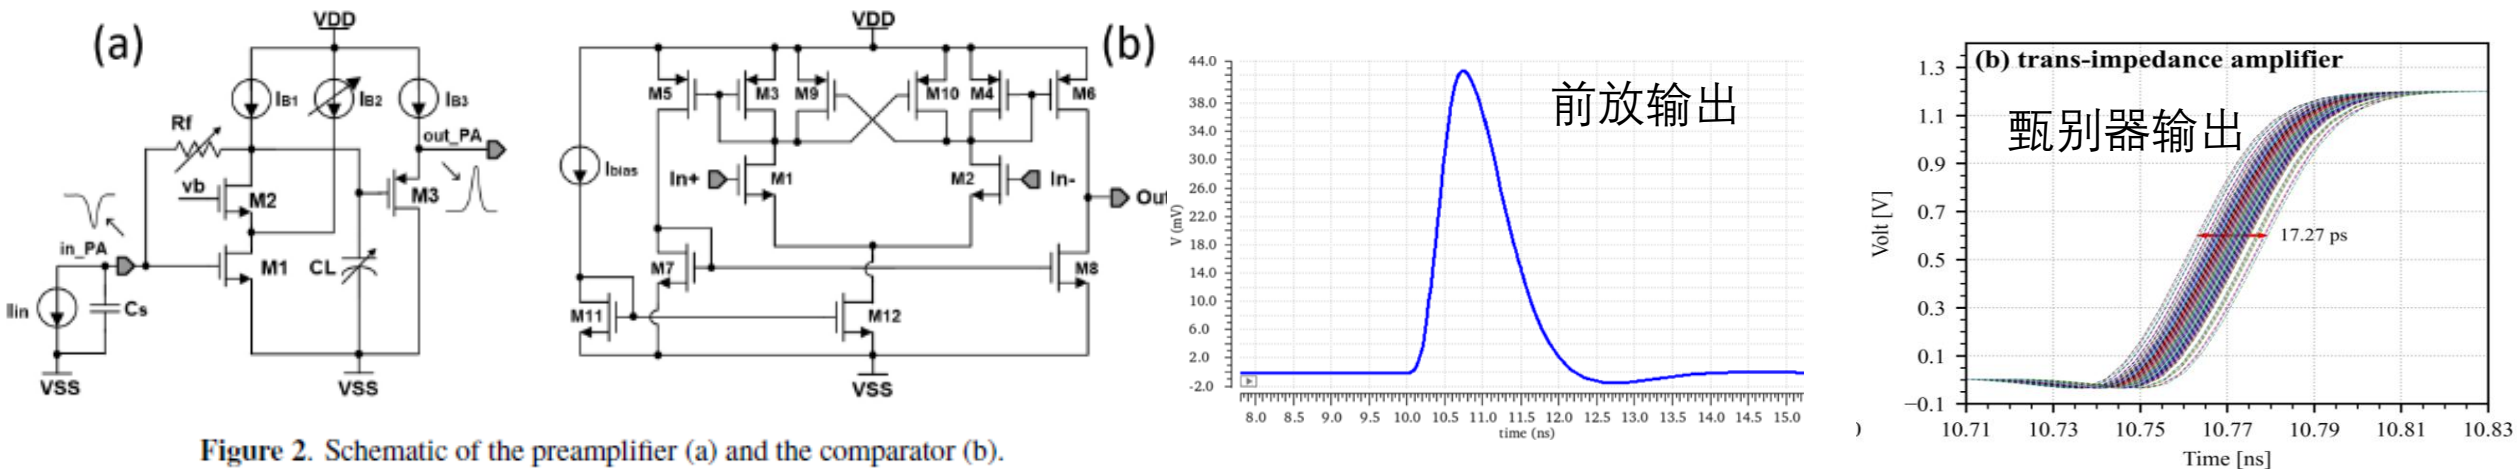 (a)
VDD
IB1
IB2
IB3
Rf
out_PA
vb
M2
M3
in_PA
M1
CL
Iin
Cs
VSS
VSS
VDD
(b)
M5
M3
M9
M10
M4
M6
Ibias
In+
M1
M2
In-
Out
M7
M8
M11
M12
VSS
Figure 2. Schematic of the preamplifier (a) and the comparator (b).
前放输出
V (mV)
44.0
38.0
34.0
30.0
26.0
22.0
18.0
14.0
10.0
6.0
2.0
-2.0
8.0 8.5 9.0 9.5 10.0 10.5 11.0 11.5 12.0 12.5 13.0 13.5 14.0 14.5 15.0
time (ns)
(b) trans-impedance amplifier
甄别器输出
17.27 ps
Volt [V]
1.3
1.1
0.9
0.7
0.5
0.3
0.1
−0.1
10.71 10.73 10.75 10.77 10.79 10.81 10.83
Time [ns]
)